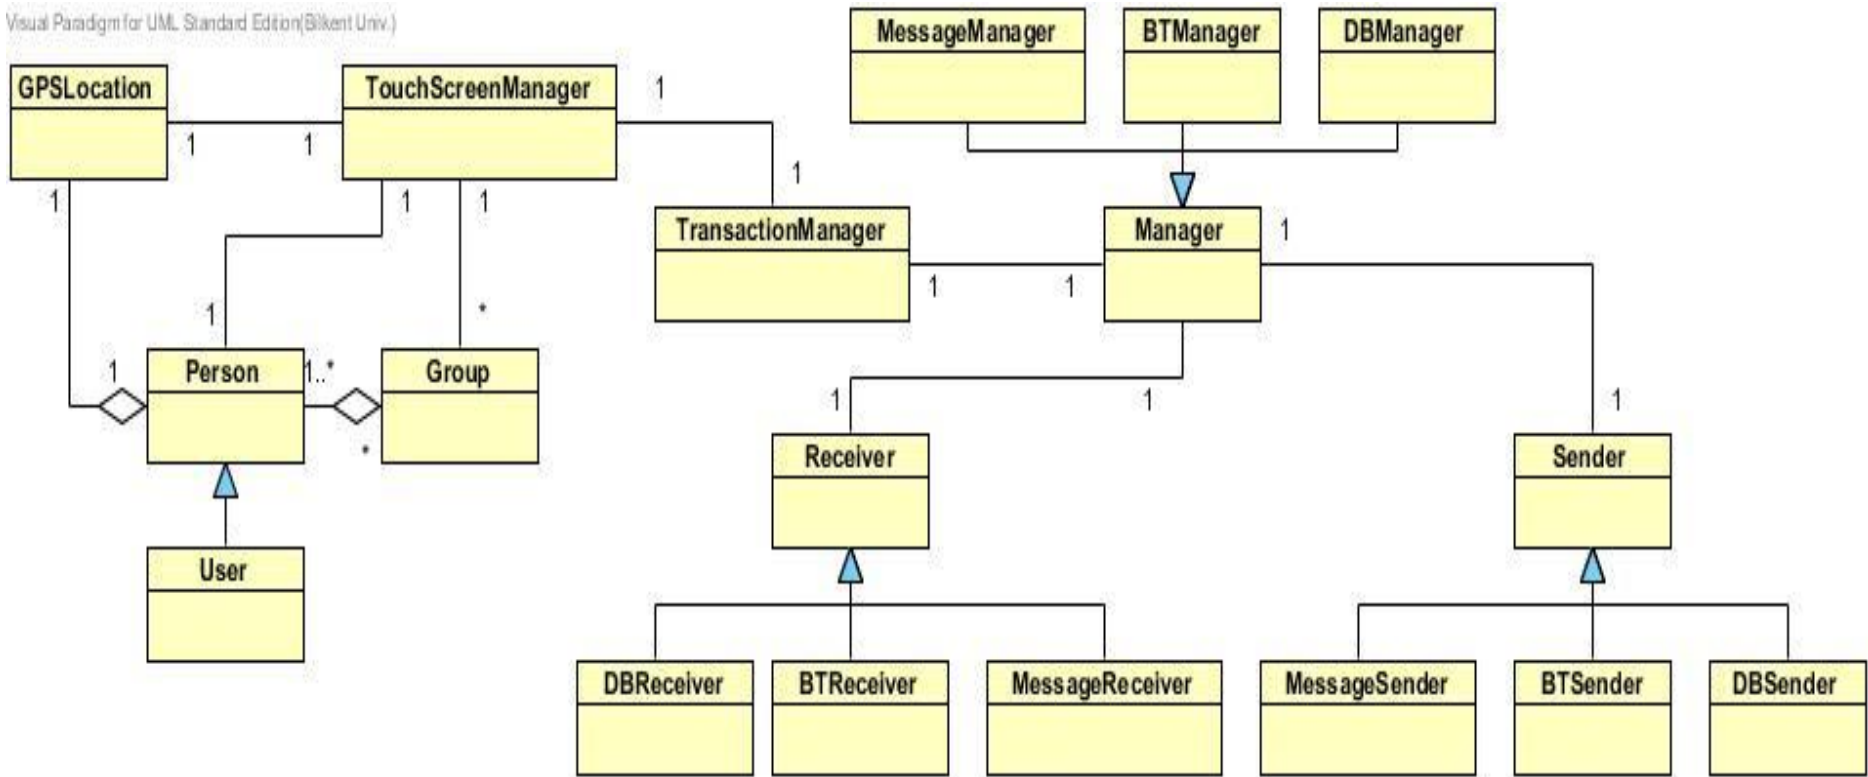 Visual Paradigm for UML Standard Edition(Bilkent Univ.)
MessageManager
BTManager
DBManager
GPSLocation
TouchScreenManager
1
1
1
1
1
1
1
TransactionManager
Manager
1
1
1
1
*
1
1..*
Person
Group
*
1
1
1
Receiver
Sender
User
DBReceiver
BTReceiver
MessageReceiver
MessageSender
BTSender
DBSender